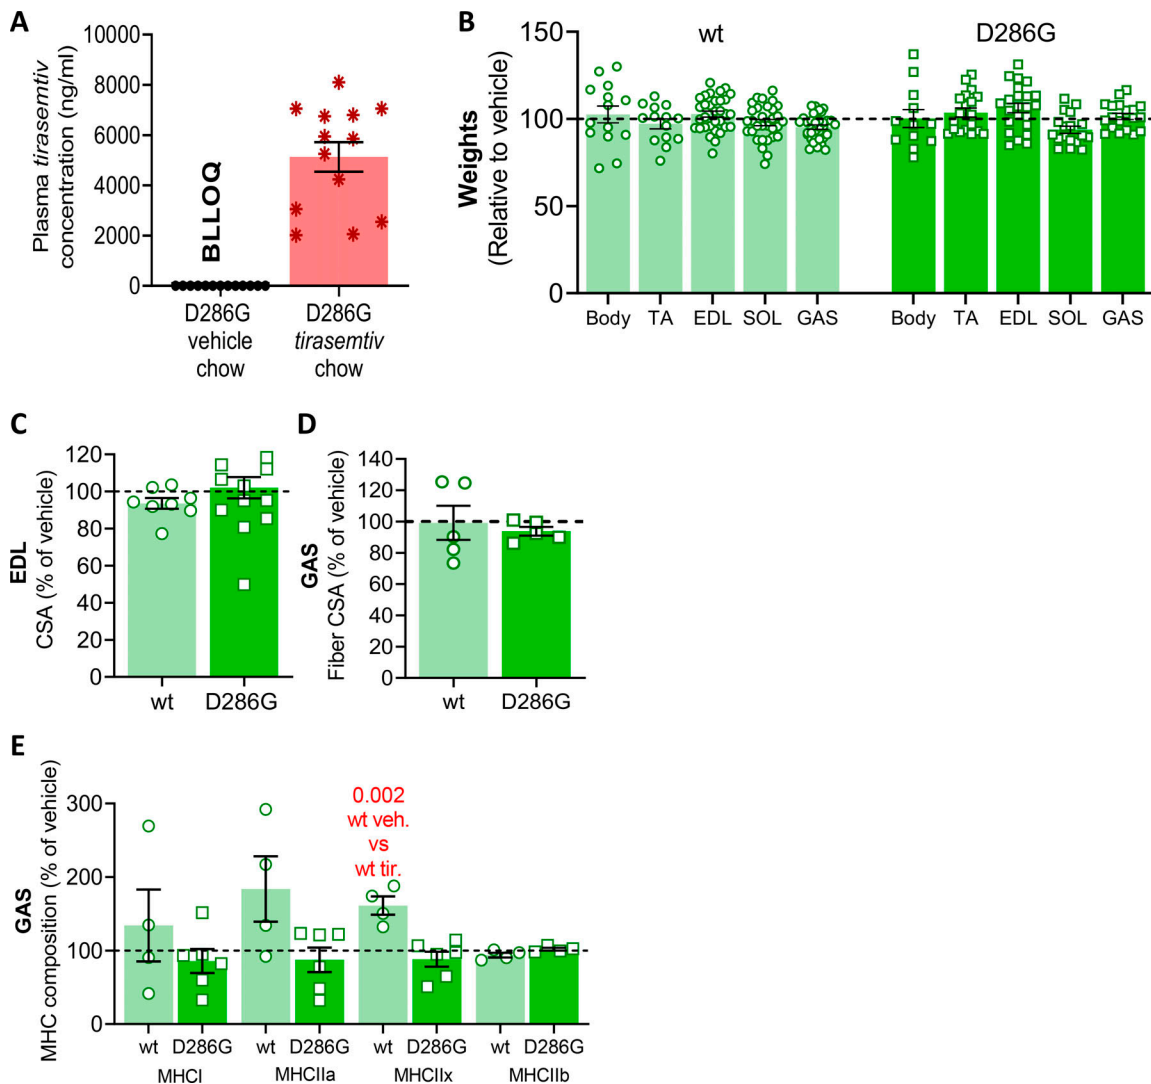 A
Plasma tirasemtiv
concentration (ng/ml)
10000
8000
6000
4000
2000
0
BLLOQ
D286G
vehicle
chow
D286G
tirasemtiv
chow
B
Weights
(Relative to vehicle)
150
100
50
0
wt
D286G
Body TA EDL SOL GAS
Body TA EDL SOL GAS
C
EDL
CSA (% of vehicle)
120
100
80
60
40
20
0
wt D286G
D
GAS
Fiber CSA (% of vehicle)
140
120
100
80
60
40
20
0
wt D286G
E
GAS
MHC composition (% of vehicle)
300
200
100
0
0.002
wt veh.
vs
wt tir.
wt D286G wt D286G wt D286G wt D286G
MHCI MHCIIa MHCIIx MHCIIb